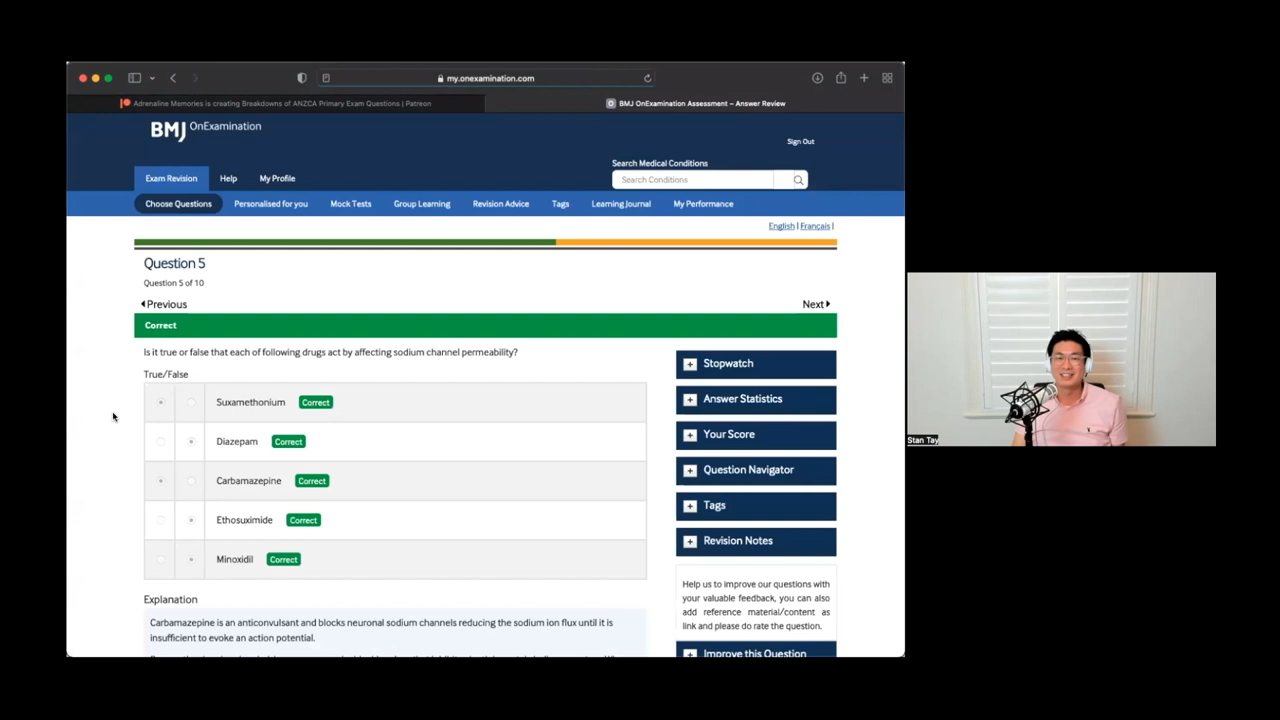 my.onexamination.com
Adrenaline Memories is creating Breakdowns of ANZCA Primary Exam Questions | Patreon
BMJ OnExamination Assessment – Answer Review
BMJ OnExamination
Sign Out
Search Medical Conditions
Exam Revision Help My Profile
Search Conditions
Choose Questions Personalised for you Mock Tests Group Learning Revision Advice Tags Learning Journal My Performance
English | Français |
Question 5
Question 5 of 10
Previous
Next
Correct
Is it true or false that each of following drugs act by affecting sodium channel permeability?
True/False
Suxamethonium Correct
Diazepam Correct
Carbamazepine Correct
Ethosuximide Correct
Minoxidil Correct
Explanation
Carbamazepine is an anticonvulsant and blocks neuronal sodium channels reducing the sodium ion flux until it is
insufficient to evoke an action potential.
Stopwatch
Answer Statistics
Your Score
Question Navigator
Tags
Revision Notes
Help us to improve our questions with
your valuable feedback, you can also
add reference material/content as
link and please do rate the question.
Improve this Question
Stan Tay